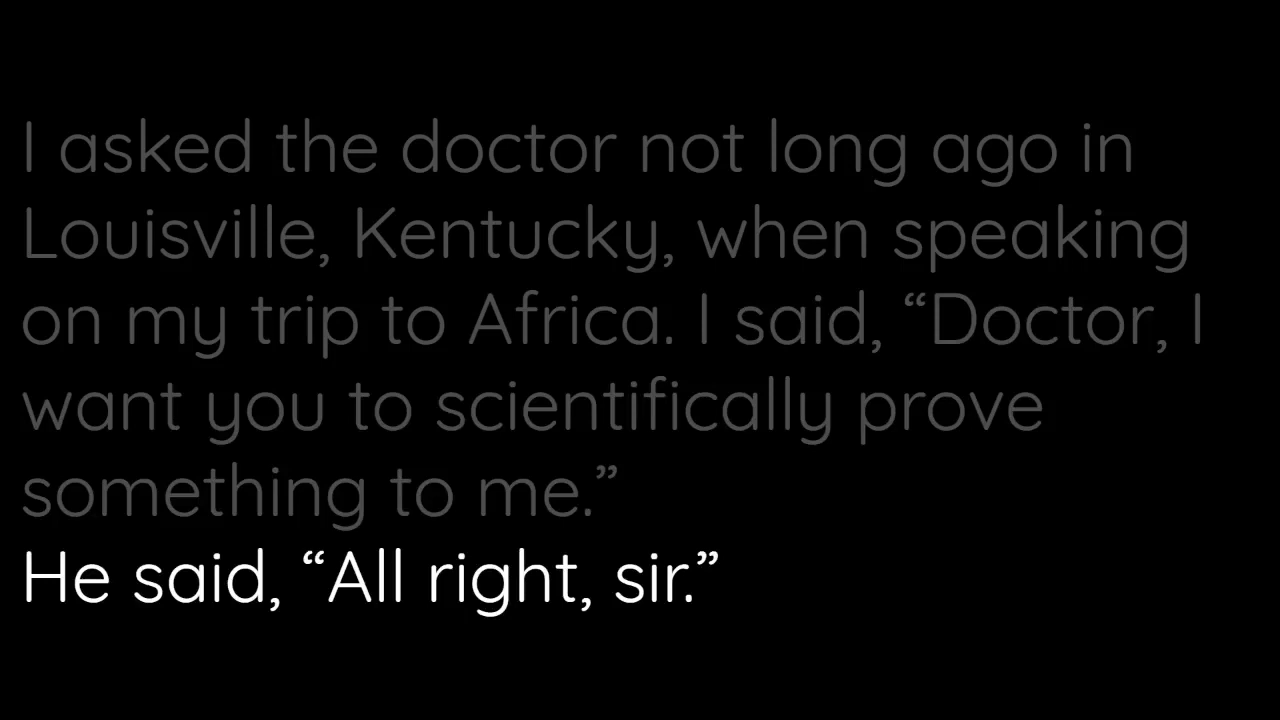 I asked the doctor not long ago in
Louisville, Kentucky, when speaking
on my trip to Africa. I said, “Doctor, I
want you to scientifically prove
something to me.”
He said, “All right, sir.”